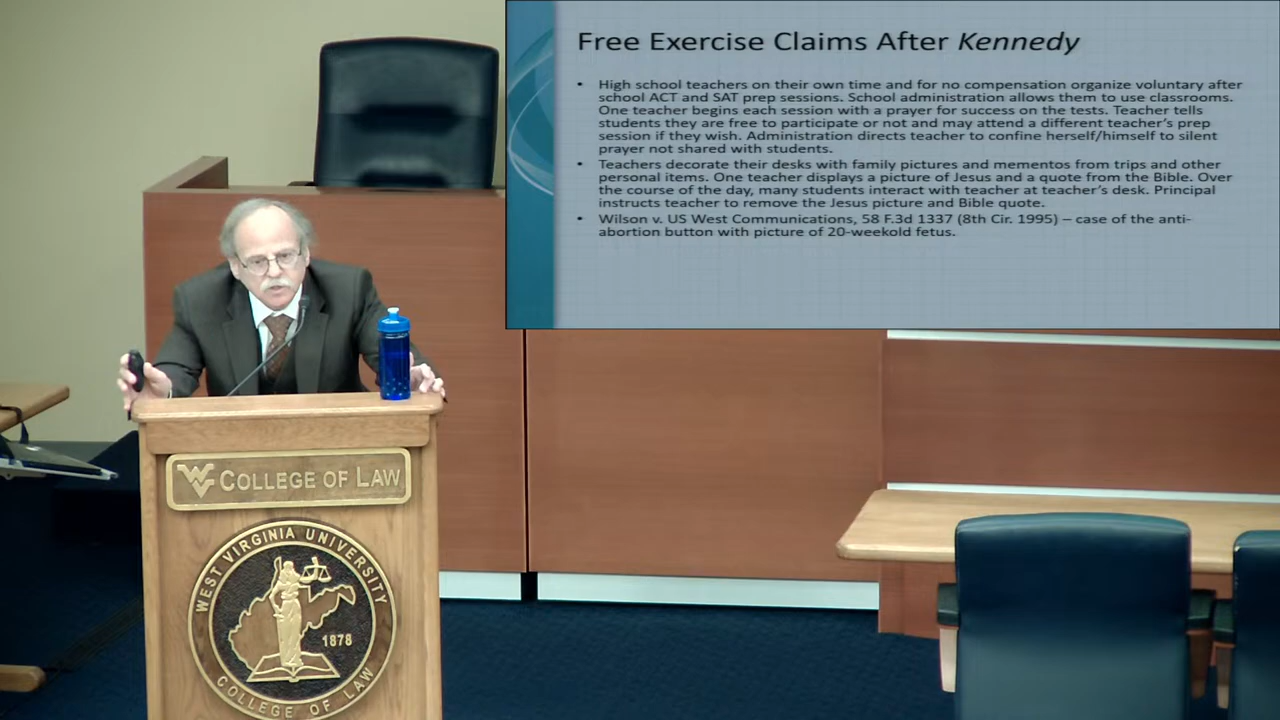 Free Exercise Claims After Kennedy
• High school teachers on their own time and for no compensation organize voluntary after
school ACT and SAT prep sessions. School administration allows them to use classrooms.
One teacher begins each session with a prayer for success on the tests. Teacher tells
students they are free to participate or not and may attend a different teacher's prep
session if they wish. Administration directs teacher to confine herself/himself to silent
prayer not shared with students.
• Teachers decorate their desks with family pictures and mementos from trips and other
personal items. One teacher displays a picture of Jesus and a quote from the Bible. Over
the course of the day, many students interact with teacher at teacher's desk. Principal
instructs teacher to remove the Jesus picture and Bible quote.
• Wilson v. US West Communications, 58 F.3d 1337 (8th Cir. 1995) – case of the anti-
abortion button with picture of 20-weekold fetus.
WV COLLEGE OF LAW
WEST VIRGINIA UNIVERSITY
1878
COLLEGE OF LAW